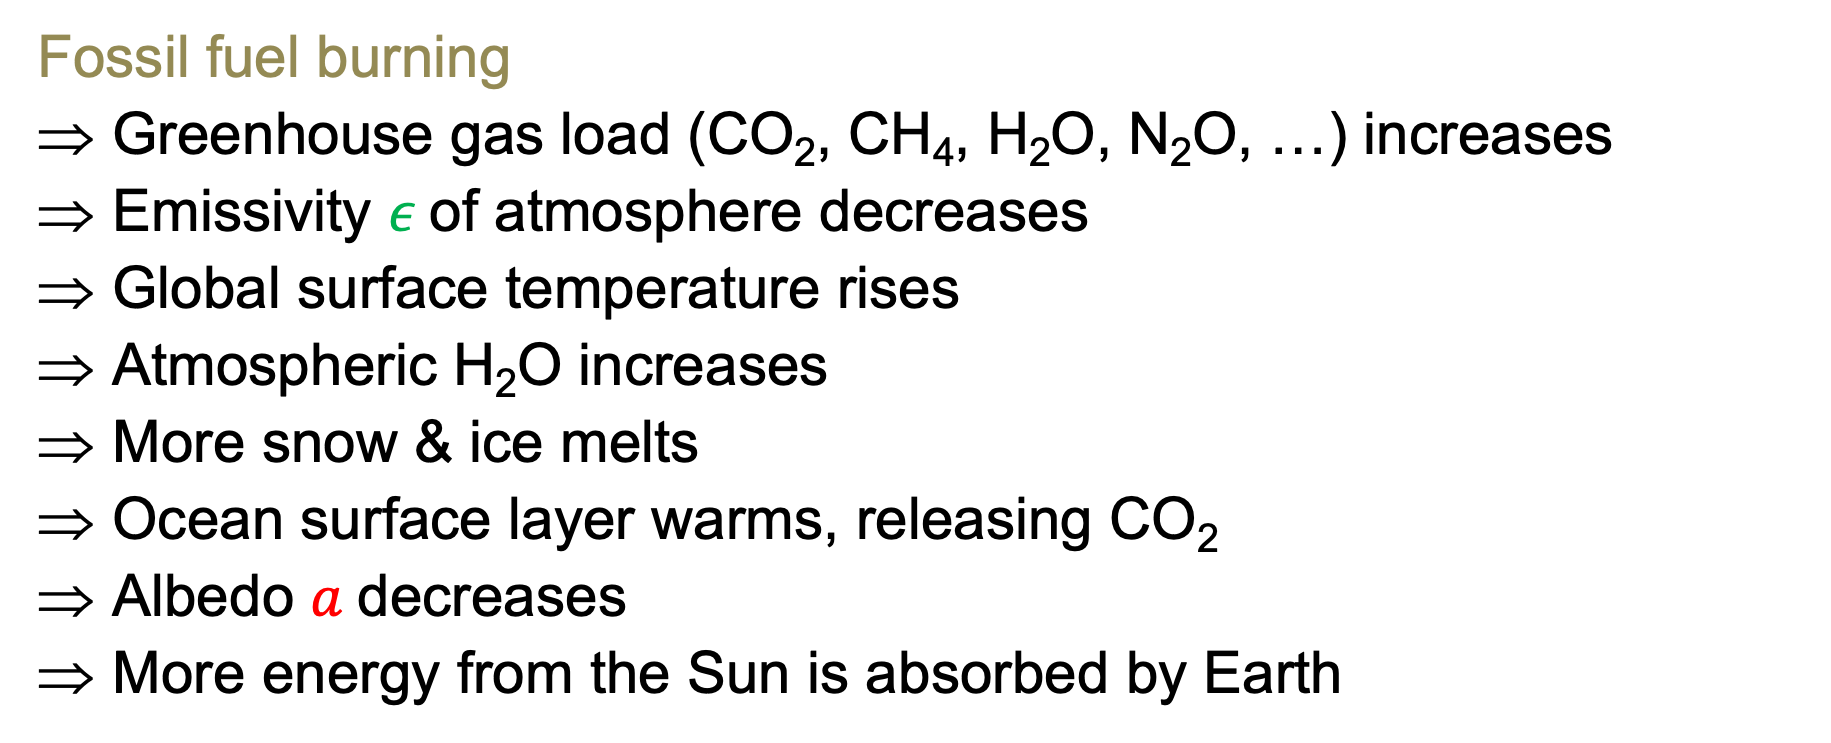 Fossil fuel burning
⇒ Greenhouse gas load (CO₂, CH₄, H₂O, N₂O, …) increases
⇒ Emissivity ϵ of atmosphere decreases
⇒ Global surface temperature rises
⇒ Atmospheric H₂O increases
⇒ More snow & ice melts
⇒ Ocean surface layer warms, releasing CO₂
⇒ Albedo a decreases
⇒ More energy from the Sun is absorbed by Earth